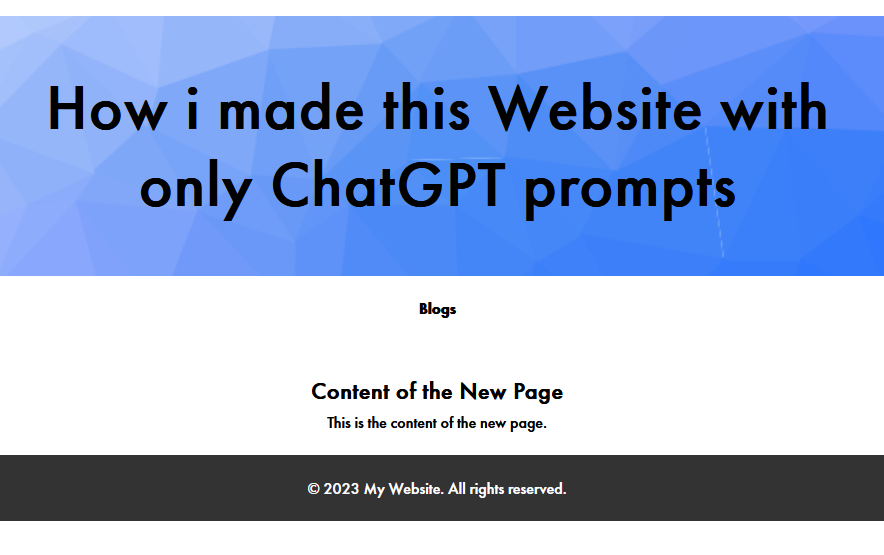 How i made this Website with
only ChatGPT prompts
Blogs
Content of the New Page
This is the content of the new page.
© 2023 My Website. All rights reserved.